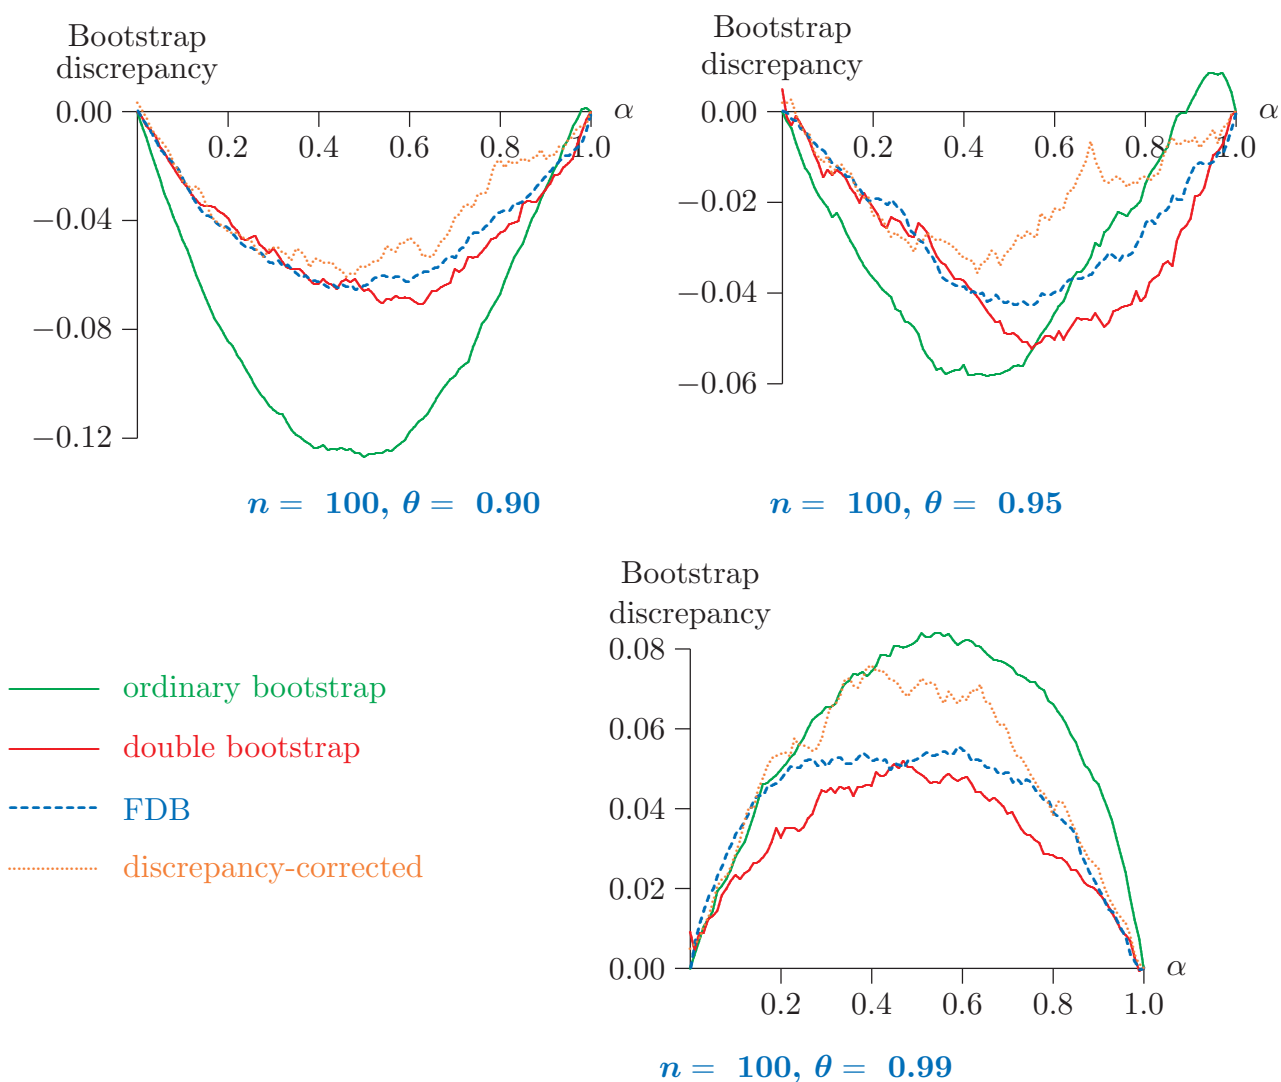 Bootstrap
discrepancy
0.00
−0.04
−0.08
−0.12
0.2 0.4 0.6 0.8 1.0
α
n = 100, θ = 0.90
Bootstrap
discrepancy
0.00
−0.02
−0.04
−0.06
0.2 0.4 0.6 0.8 1.0
α
n = 100, θ = 0.95
ordinary bootstrap
double bootstrap
FDB
discrepancy-corrected
Bootstrap
discrepancy
0.08
0.06
0.04
0.02
0.00
0.2 0.4 0.6 0.8 1.0
α
n = 100, θ = 0.99